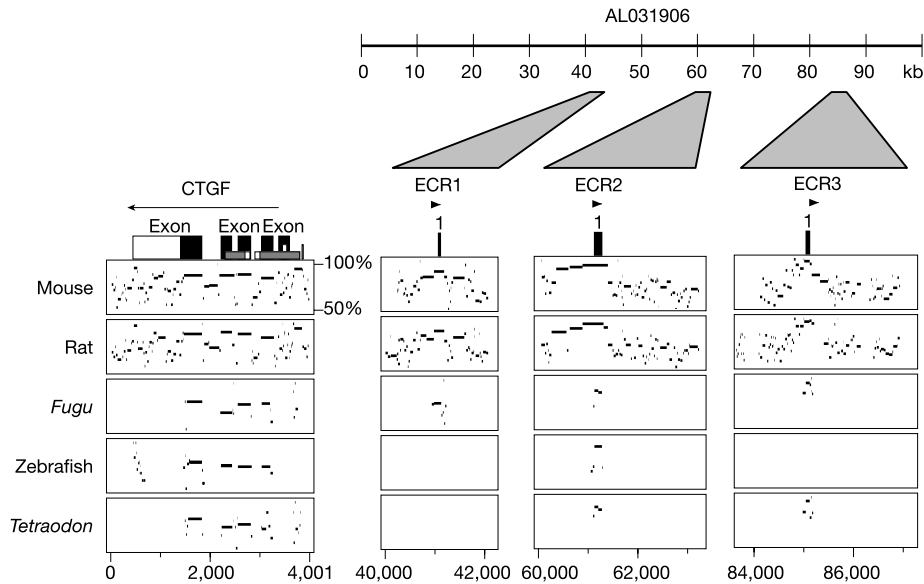 AL031906
0 10 20 30 40 50 60 70 80 90 kb
CTGF
ECR1
ECR2
ECR3
Exon Exon Exon
1
1
1
100%
Mouse
50%
Rat
Fugu
Zebrafish
Tetraodon
0 2,000 4,001
40,000 42,000
60,000 62,000
84,000 86,000